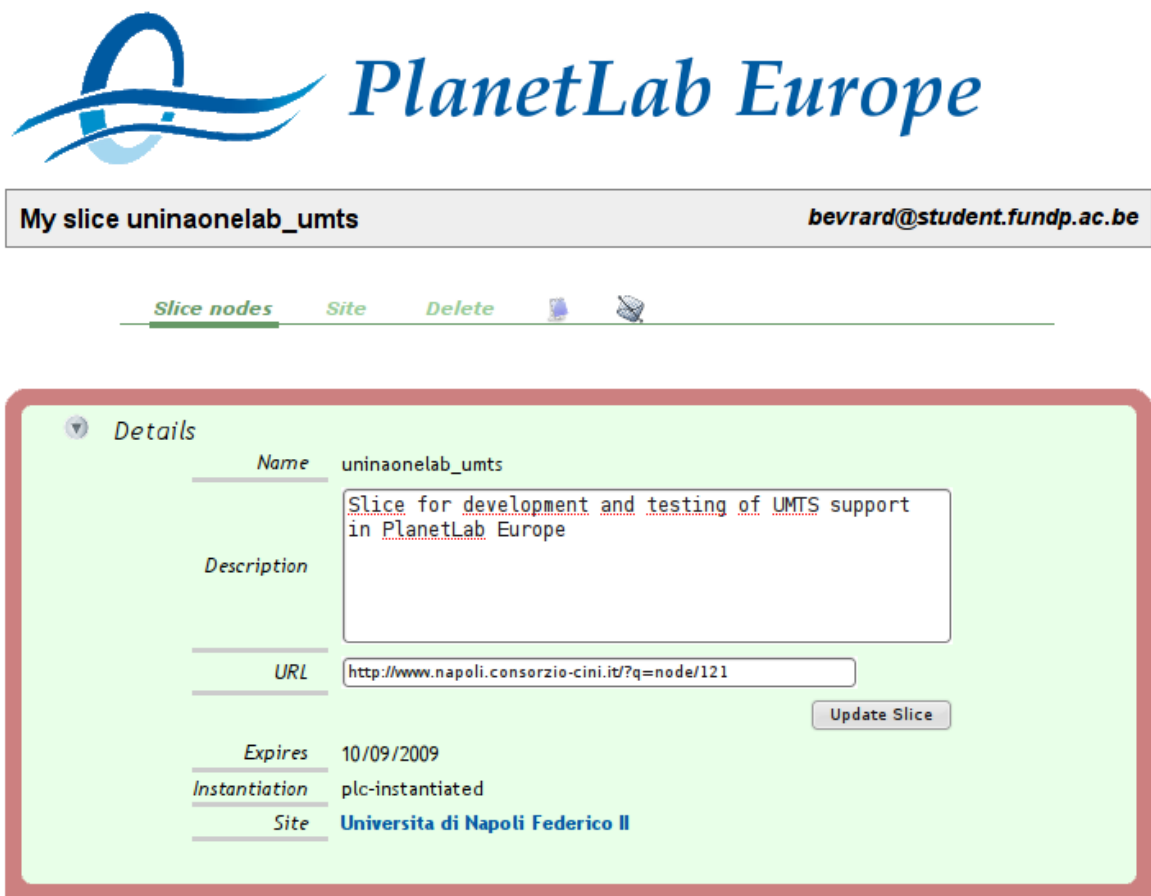 PlanetLab Europe
My slice uninaonelab_umts bevrard@student.fundp.ac.be
Slice nodes Site Delete
Details
Name uninaonelab_umts
Description Slice for development and testing of UMTS support
in PlanetLab Europe
URL http://www.napoli.consorzio-cini.it/?q=node/121
Update Slice
Expires 10/09/2009
Instantiation plc-instantiated
Site Universita di Napoli Federico II